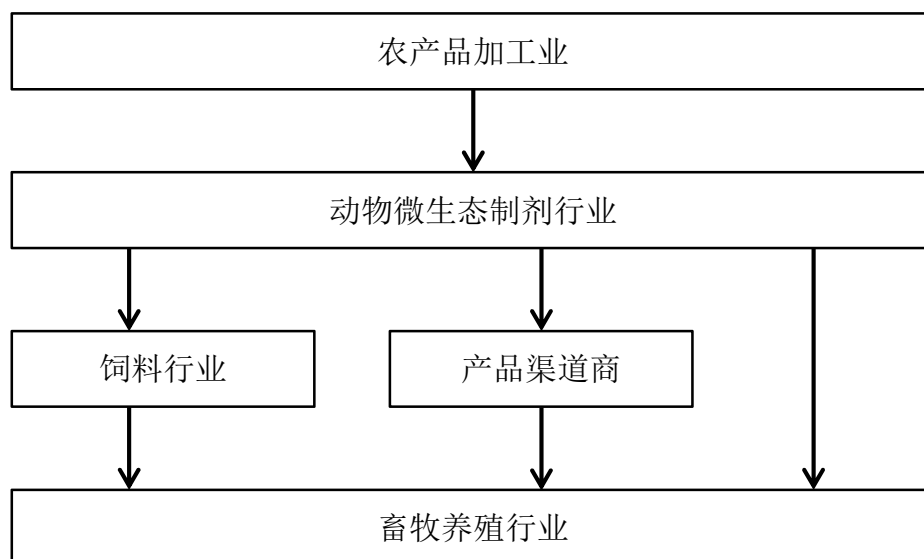 农产品加工业
动物微生态制剂行业
饲料行业
产品渠道商
畜牧养殖行业